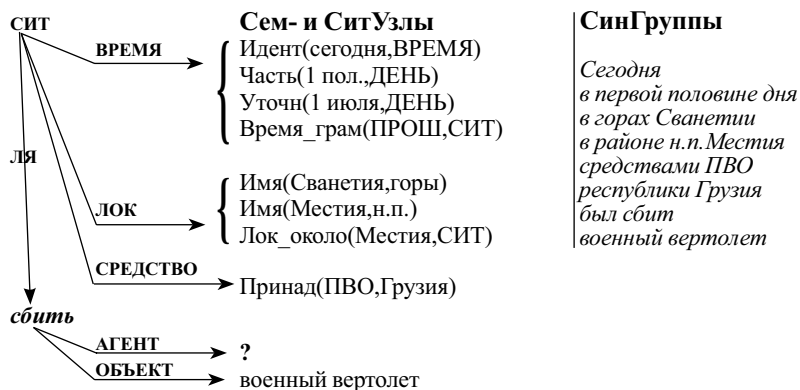 СИТ
Сем- и СитУзлы
СинГруппы
ВРЕМЯ
Идент(сегодня,ВРЕМЯ)
Часть(1 пол.,ДЕНЬ)
Уточн(1 июля,ДЕНЬ)
Время_грам(ПРОШ,СИТ)
Сегодня
в первой половине дня
в горах Сванетии
в районе н.п.Местия
средствами ПВО
республики Грузия
был сбит
военный вертолет
ЛЯ
ЛОК
Имя(Сванетия,горы)
Имя(Местия,н.п.)
Лок_около(Местия,СИТ)
СРЕДСТВО
Принад(ПВО,Грузия)
сбить
АГЕНТ
?
ОБЪЕКТ
военный вертолет